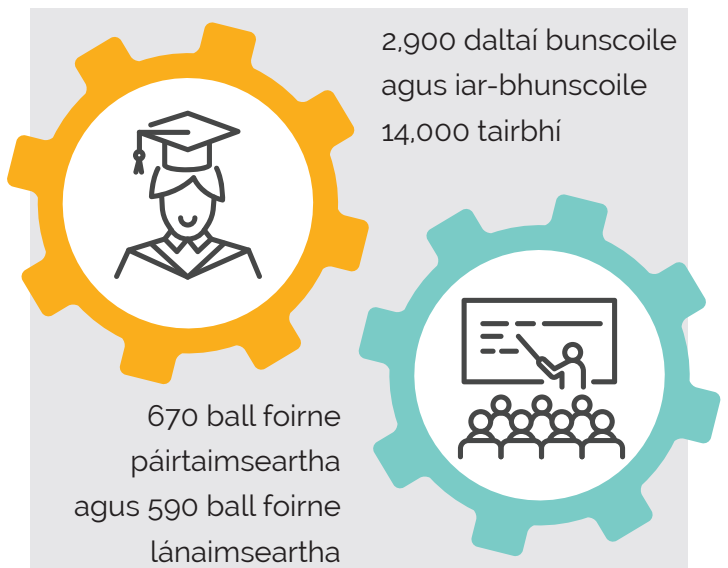 2,900 daltaí bunscoile
agus iar-bhunscoile
14,000 tairbhí
670 ball foirne
páirtaimseartha
agus 590 ball foirne
lánaimseartha